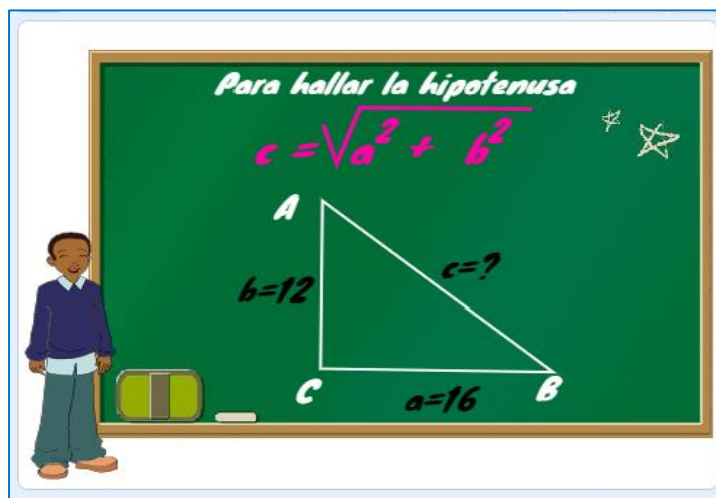 Para hallar la hipotenusa
c = √a² + b²
A
b=12
c=?
C
a=16
B